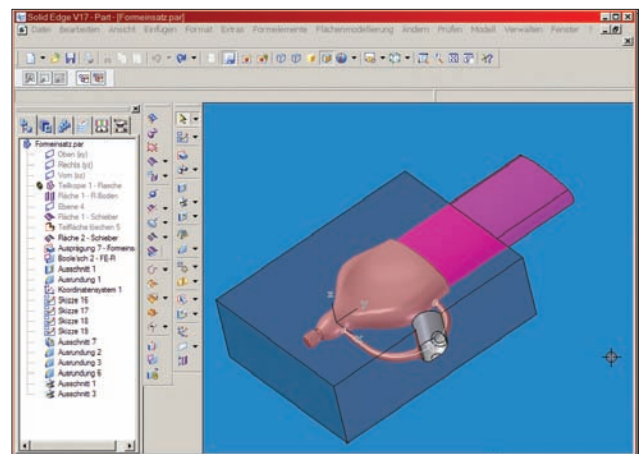 Solid Edge V17 - Part - [Formeinsatz.par]
Datei Bearbeiten Ansicht Einfügen Format Extras Formelemente Flächenmodellierung Ändern Prüfen Modell Verwalten Fenster ?
Formeinsatz.par
Oben (xy)
Rechts (yz)
Vorn (xz)
Teilkopie 1 - Flasche
Fläche 1 - R-Boden
Ebene 4
Fläche 1 - Schieber
Teilfläche löschen 5
Fläche 2 - Schieber
Ausprägung 7 - Formeins
Boole'sch 2 - FE-R
Ausschnitt 1
Ausrundung 1
Koordinatensystem 1
Skizze 16
Skizze 17
Skizze 18
Skizze 19
Ausschnitt 7
Ausrundung 2
Ausrundung 3
Ausrundung 6
Ausschnitt 1
Ausschnitt 3
x
y